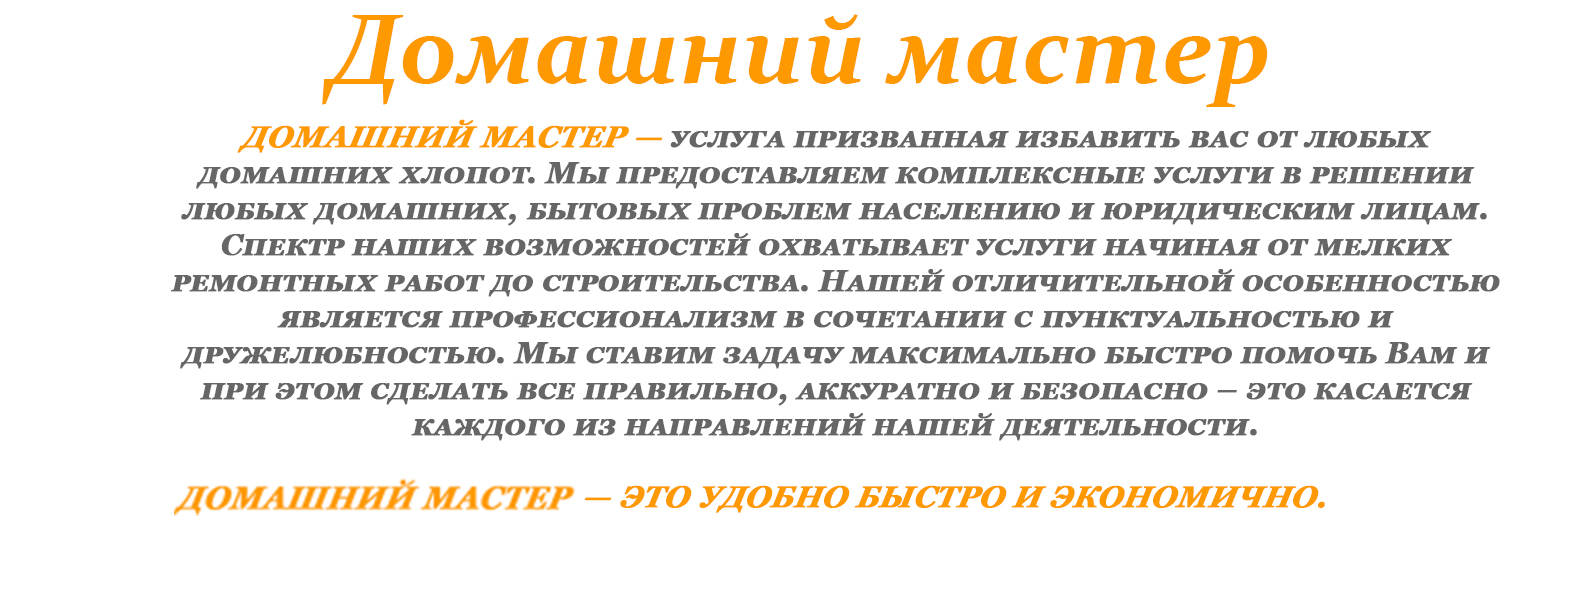 Домашний мастер
ДОМАШНИЙ МАСТЕР — услуга призванная избавить вас от любых
домашних хлопот. Мы предоставляем комплексные услуги в решении
любых домашних, бытовых проблем населению и юридическим лицам.
Спектр наших возможностей охватывает услуги начиная от мелких
ремонтных работ до строительства. Нашей отличительной особенностью
является профессионализм в сочетании с пунктуальностью и
дружелюбностью. Мы ставим задачу максимально быстро помочь Вам и
при этом сделать все правильно, аккуратно и безопасно – это касается
каждого из направлений нашей деятельности.
ДОМАШНИЙ МАСТЕР — ЭТО УДОБНО БЫСТРО И ЭКОНОМИЧНО.